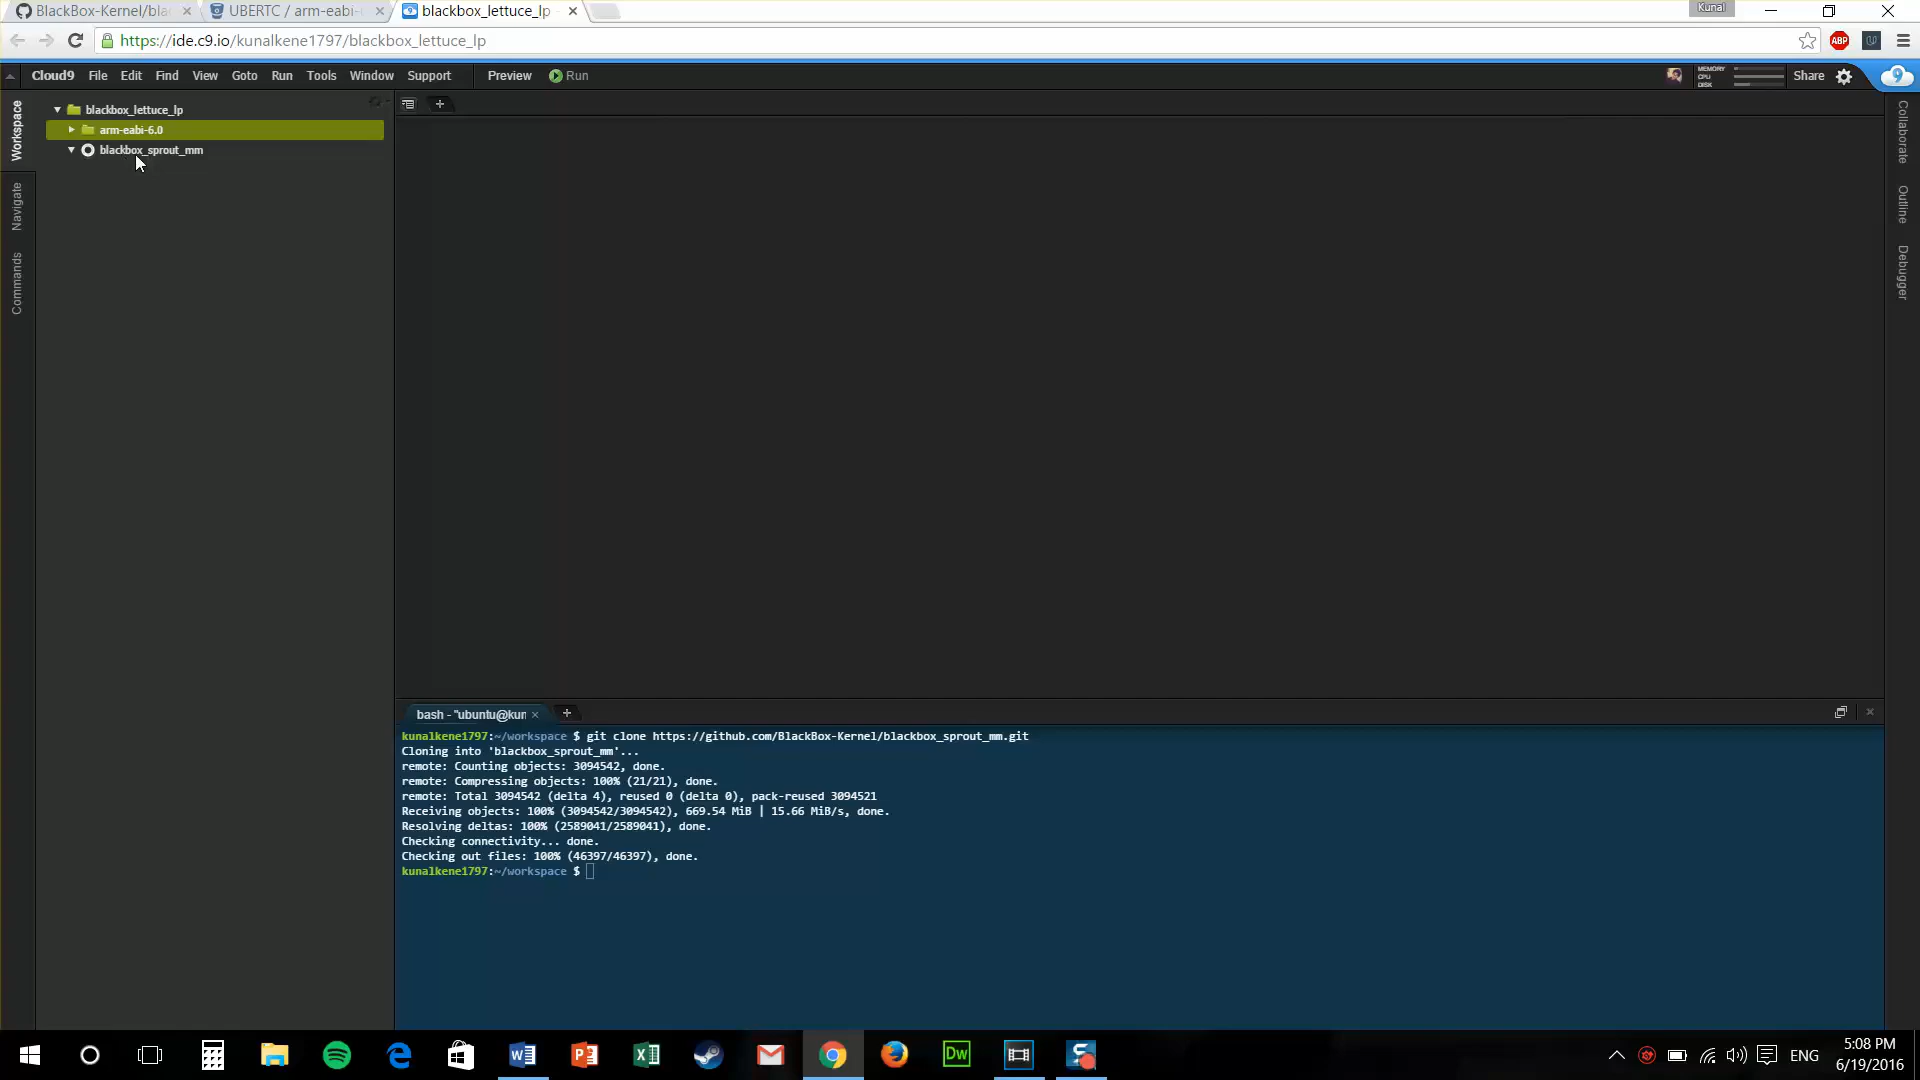 BlackBox-Kernel/bla
UBERTC / arm-eabi-
blackbox_lettuce_lp
Kunal
https://ide.c9.io/kunalkene1797/blackbox_lettuce_lp
ABP
Cloud9 File Edit Find View Goto Run Tools Window Support Preview Run
MEMORY
CPU
DISK
Share
9
Workspace
Navigate
Commands
blackbox_lettuce_lp
arm-eabi-6.0
blackbox_sprout_mm
Collaborate
Outline
Debugger
bash - "ubuntu@kun
kunalkene1797:~/workspace $ git clone https://github.com/BlackBox-Kernel/blackbox_sprout_mm.git
Cloning into 'blackbox_sprout_mm'...
remote: Counting objects: 3094542, done.
remote: Compressing objects: 100% (21/21), done.
remote: Total 3094542 (delta 4), reused 0 (delta 0), pack-reused 3094521
Receiving objects: 100% (3094542/3094542), 669.54 MiB | 15.66 MiB/s, done.
Resolving deltas: 100% (2589041/2589041), done.
Checking connectivity... done.
Checking out files: 100% (46397/46397), done.
kunalkene1797:~/workspace $
Dw
ENG
5:08 PM
6/19/2016